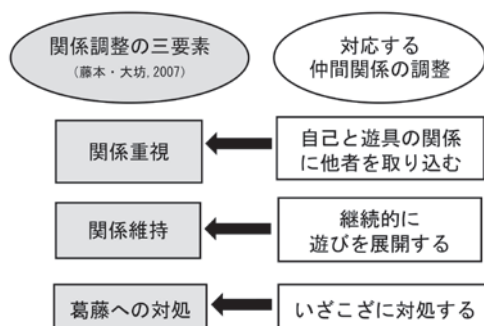 関係調整の三要素
(藤本・大坊,2007)
対応する
仲間関係の調整
関係重視
自己と遊具の関係
に他者を取り込む
関係維持
継続的に
遊びを展開する
葛藤への対処
いざこざに対処する